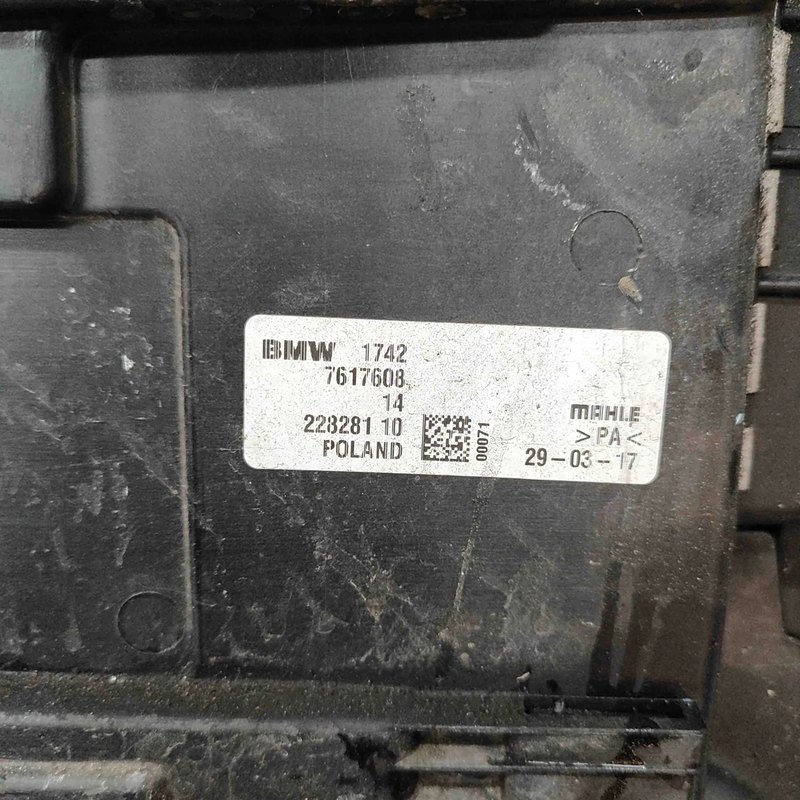 BMW 1742
7617608
14
228281 10
POLAND
00071
MAHLE
>PA<
29-03-17